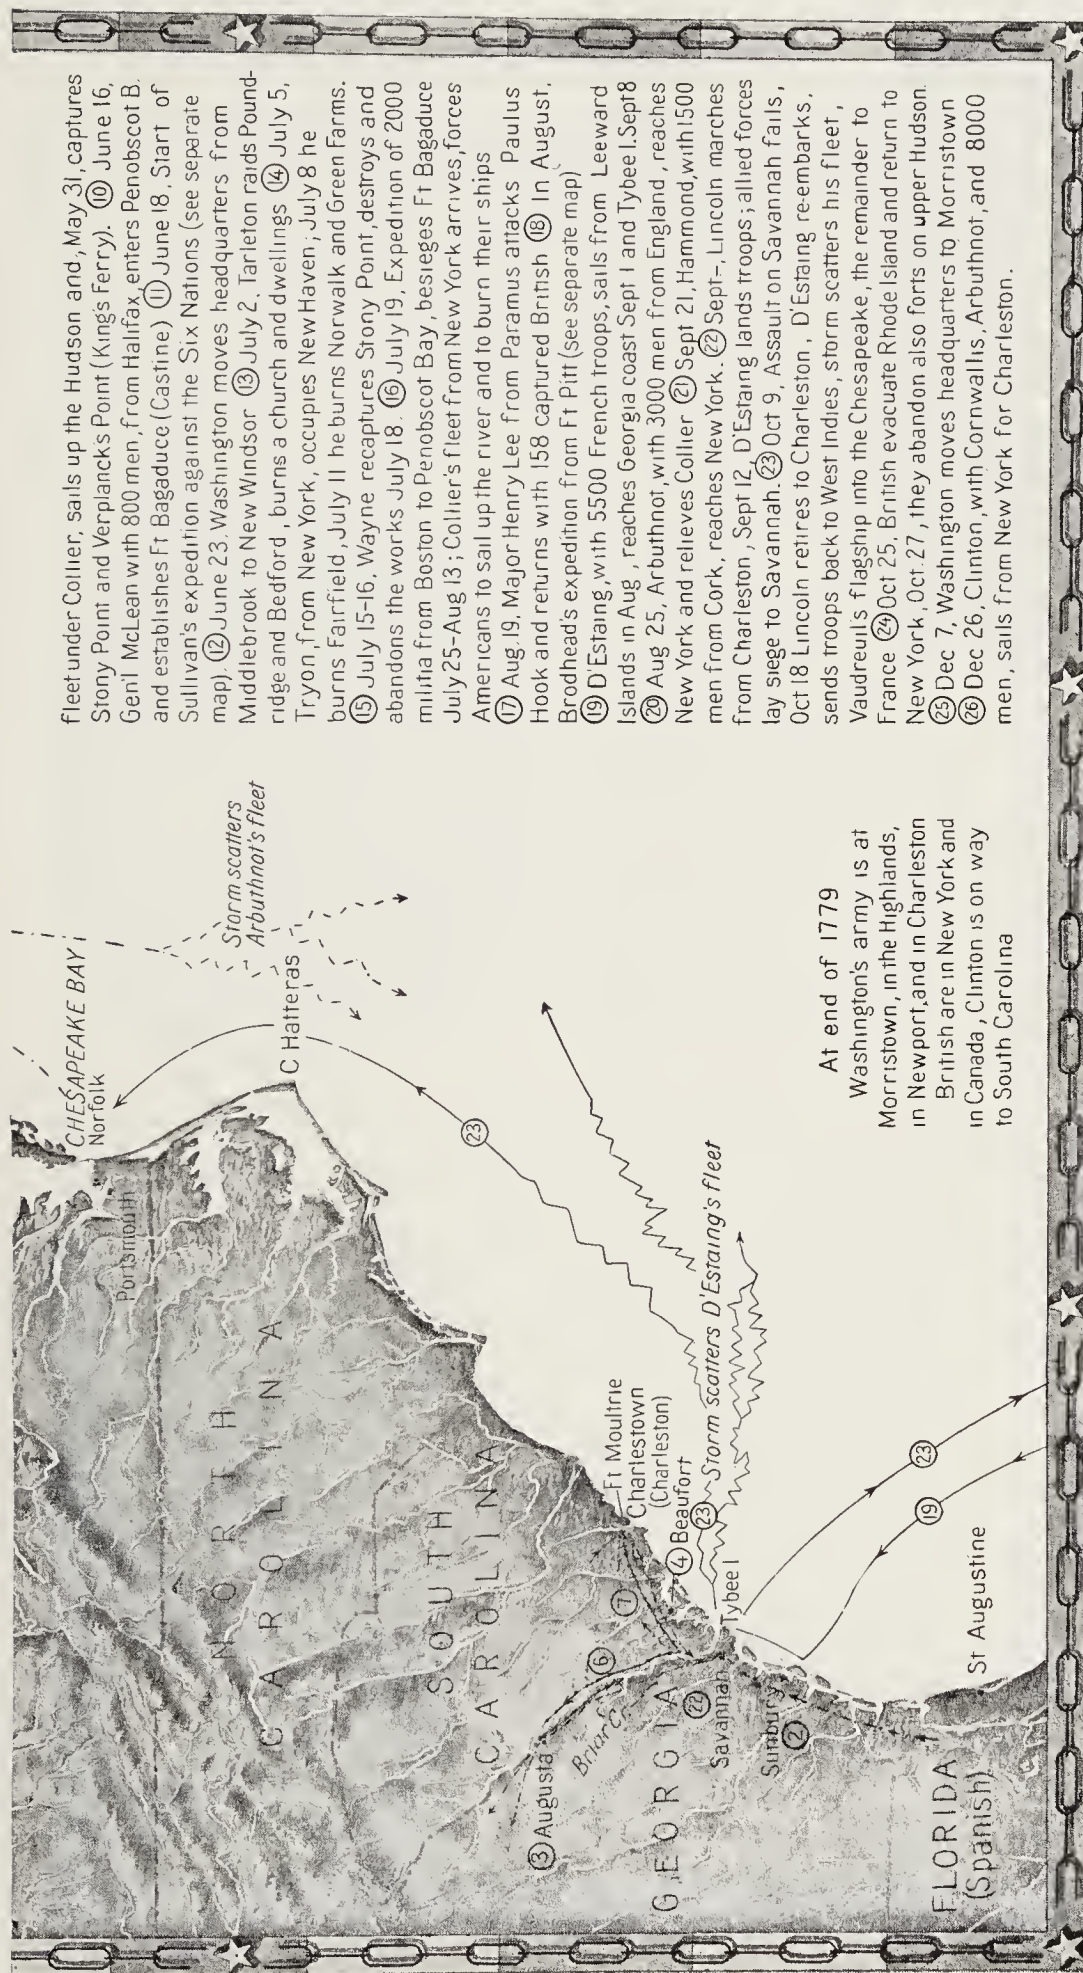 fleet under Collier, sails up the Hudson and, May 31, captures
Stony Point and Verplanck's Point (King's Ferry). ⑩ June 16,
Gen'l McLean with 800 men, from Halifax, enters Penobscot B.
and establishes Ft Bagaduce (Castine) ⑪ June 18, Start of
Sullivan's expedition against the Six Nations (see separate
map). ⑫ June 23, Washington moves headquarters from
Middlebrook to New Windsor ⑬ July 2, Tarleton raids Pound-
ridge and Bedford, burns a church and dwellings ⑭ July 5,
Tryon, from New York, occupies New Haven; July 8 he
burns Fairfield, July 11 he burns Norwalk and Green Farms.
⑮ July 15-16, Wayne recaptures Stony Point, destroys and
abandons the works July 18. ⑯ July 19, Expedition of 2000
militia from Boston to Penobscot Bay, besieges Ft Bagaduce
July 25-Aug 13; Collier's fleet from New York arrives, forces
Americans to sail up the river and to burn their ships
⑰ Aug. 19, Major Henry Lee from Paramus attacks Paulus
Hook and returns with 158 captured British ⑱ In August,
Brodhead's expedition from Ft Pitt (see separate map)
⑲ D'Estaing, with 5500 French troops, sails from Leeward
Islands in Aug, reaches Georgia coast Sept 1 and Tybee I. Sept 8
⑳ Aug 25, Arbuthnot, with 3000 men from England, reaches
New York and relieves Collier ㉑ Sept 21, Hammond, with 1500
men from Cork, reaches New York. ㉒ Sept-, Lincoln marches
from Charleston, Sept 12, D'Estaing lands troops; allied forces
lay siege to Savannah. ㉓ Oct 9, Assault on Savannah fails,
Oct 18 Lincoln retires to Charleston, D'Estaing re-embarks,
sends troops back to West Indies, storm scatters his fleet,
Vaudreuil's flagship into the Chesapeake, the remainder to
France ㉔ Oct 25, British evacuate Rhode Island and return to
New York, Oct. 27, they abandon also forts on upper Hudson.
㉕ Dec 7, Washington moves headquarters to Morristown
㉖ Dec 26, Clinton, with Cornwallis, Arbuthnot, and 8000
men, sails from New York for Charleston.
CHESAPEAKE BAY
Norfolk
Portsmouth
Storm scatters
Arbuthnot's fleet
C Hatteras
NORTH
CAROLINA
㉓
SOUTH
CAROLINA
Ft Moultrie
Charlestown
(Charleston)
③ Augusta
Briar C.
⑥
⑦
④ Beaufort
㉓ Storm scatters D'Estaing's fleet
GEORGIA
㉒
Savannah
Tybee I
Sunbury
②
㉓
⑲
St Augustine
FLORIDA
(Spanish)
At end of 1779
Washington's army is at
Morristown, in the Highlands,
in Newport, and in Charleston
British are in New York and
in Canada, Clinton is on way
to South Carolina